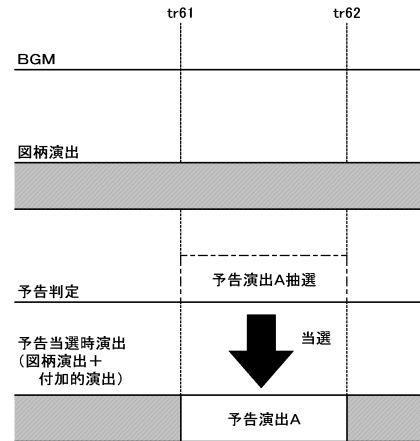 tr61 tr62
BGM
図柄演出
予告演出A抽選
予告判定
当選
予告当選時演出
（図柄演出＋
付加的演出）
予告演出A